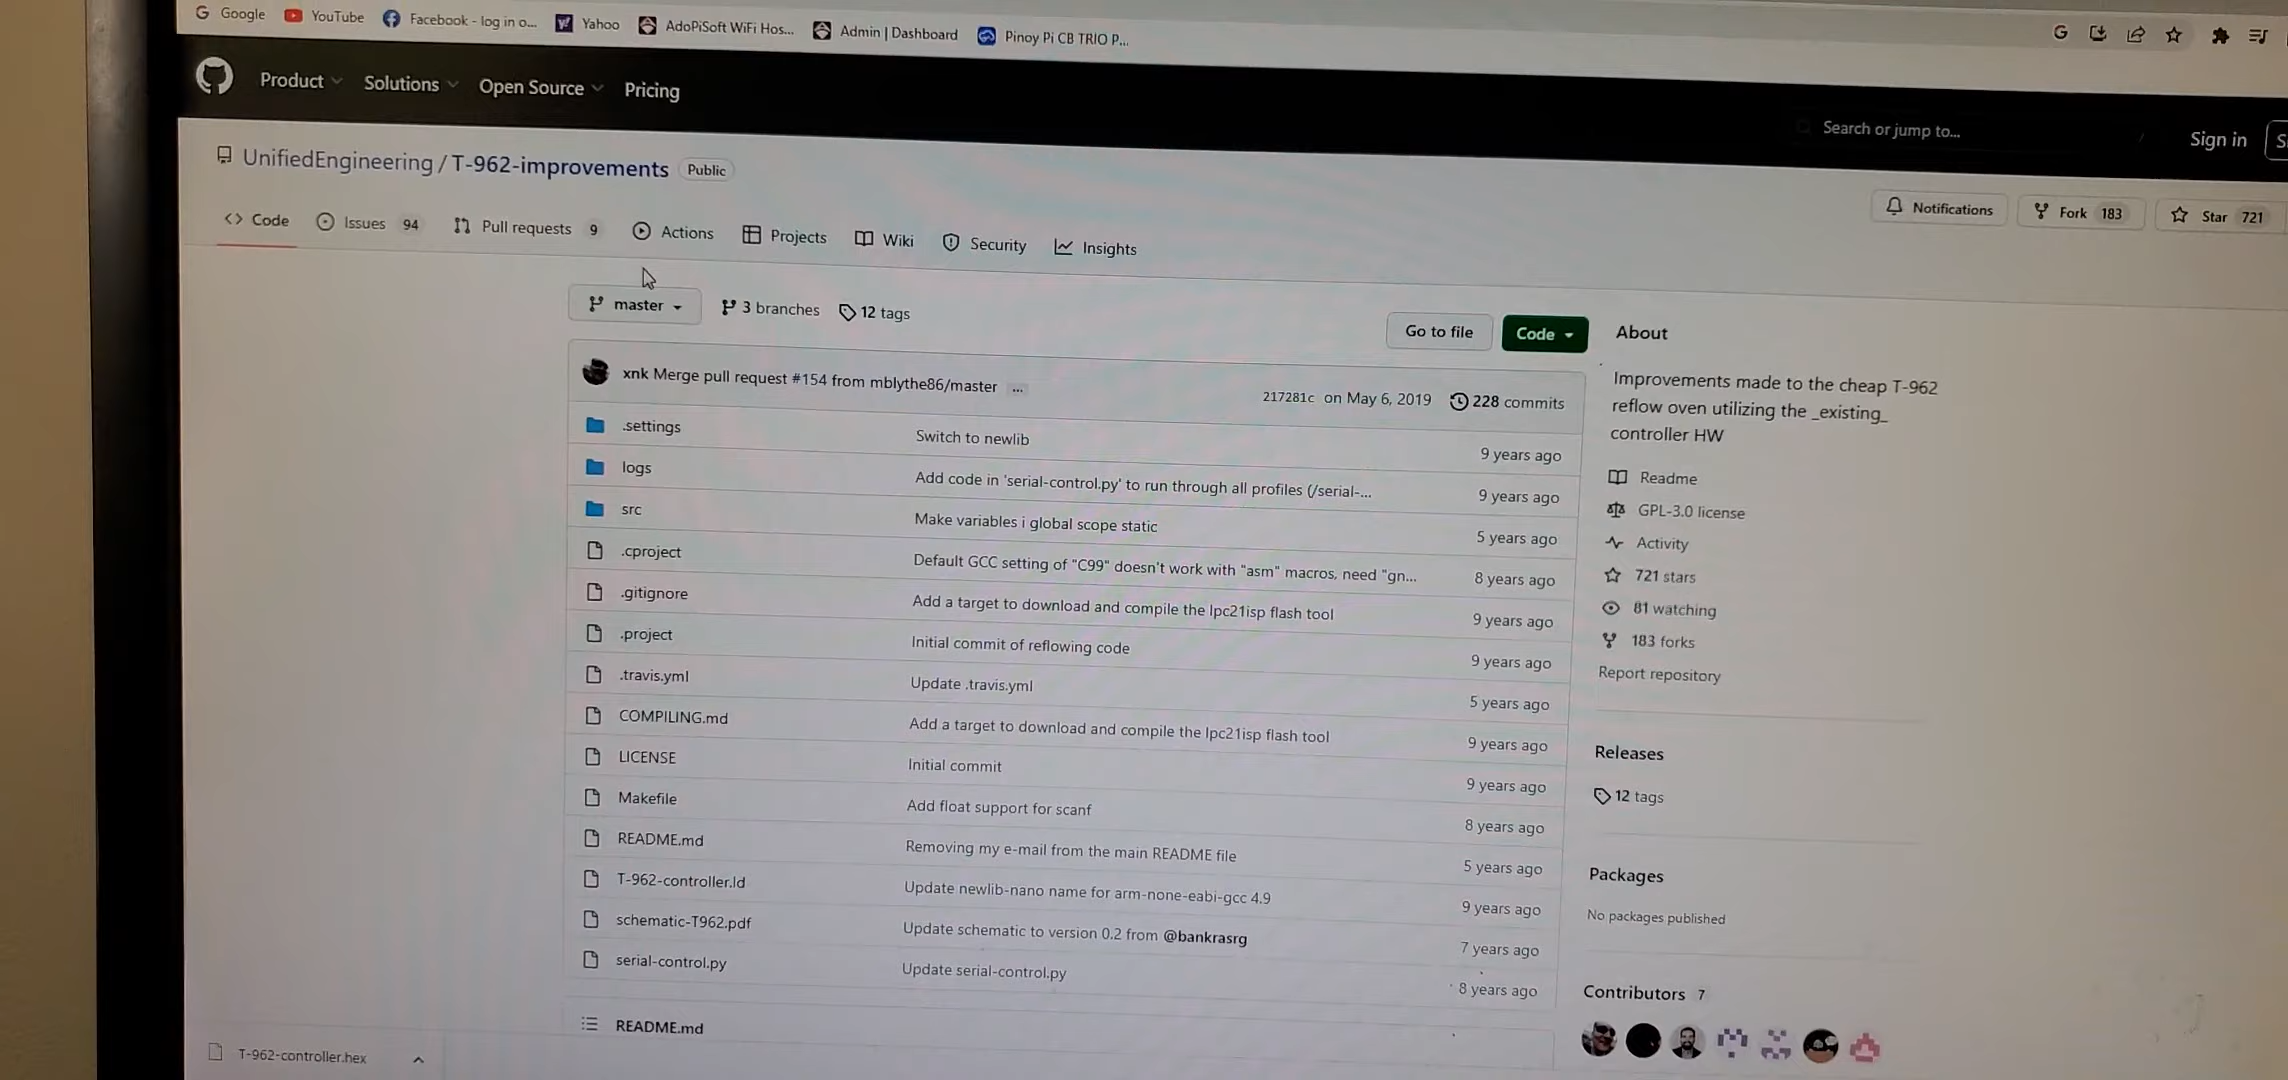 Google YouTube Facebook - log in o... Yahoo AdoPiSoft WiFi Hos... Admin | Dashboard Pinoy Pi CB TRIO P...
Product Solutions Open Source Pricing Search or jump to... / Sign in
UnifiedEngineering / T-962-improvements Public
Notifications Fork 183 Star 721
Code Issues 94 Pull requests 9 Actions Projects Wiki Security Insights
master 3 branches 12 tags Go to file Code
xnk Merge pull request #154 from mblythe86/master ... 217281c on May 6, 2019 228 commits
.settings Switch to newlib 9 years ago
logs Add code in 'serial-control.py' to run through all profiles (/serial-... 9 years ago
src Make variables i global scope static 5 years ago
.cproject Default GCC setting of "C99" doesn't work with "asm" macros, need "gn... 8 years ago
.gitignore Add a target to download and compile the lpc21isp flash tool 9 years ago
.project Initial commit of reflowing code 9 years ago
.travis.yml Update .travis.yml 5 years ago
COMPILING.md Add a target to download and compile the lpc21isp flash tool 9 years ago
LICENSE Initial commit 9 years ago
Makefile Add float support for scanf 8 years ago
README.md Removing my e-mail from the main README file 5 years ago
T-962-controller.ld Update newlib-nano name for arm-none-eabi-gcc 4.9 9 years ago
schematic-T962.pdf Update schematic to version 0.2 from @bankrasrg 7 years ago
serial-control.py Update serial-control.py 8 years ago
README.md
About
Improvements made to the cheap T-962
reflow oven utilizing the _existing_
controller HW
Readme
GPL-3.0 license
Activity
721 stars
81 watching
183 forks
Report repository
Releases
12 tags
Packages
No packages published
Contributors 7
T-962-controller.hex